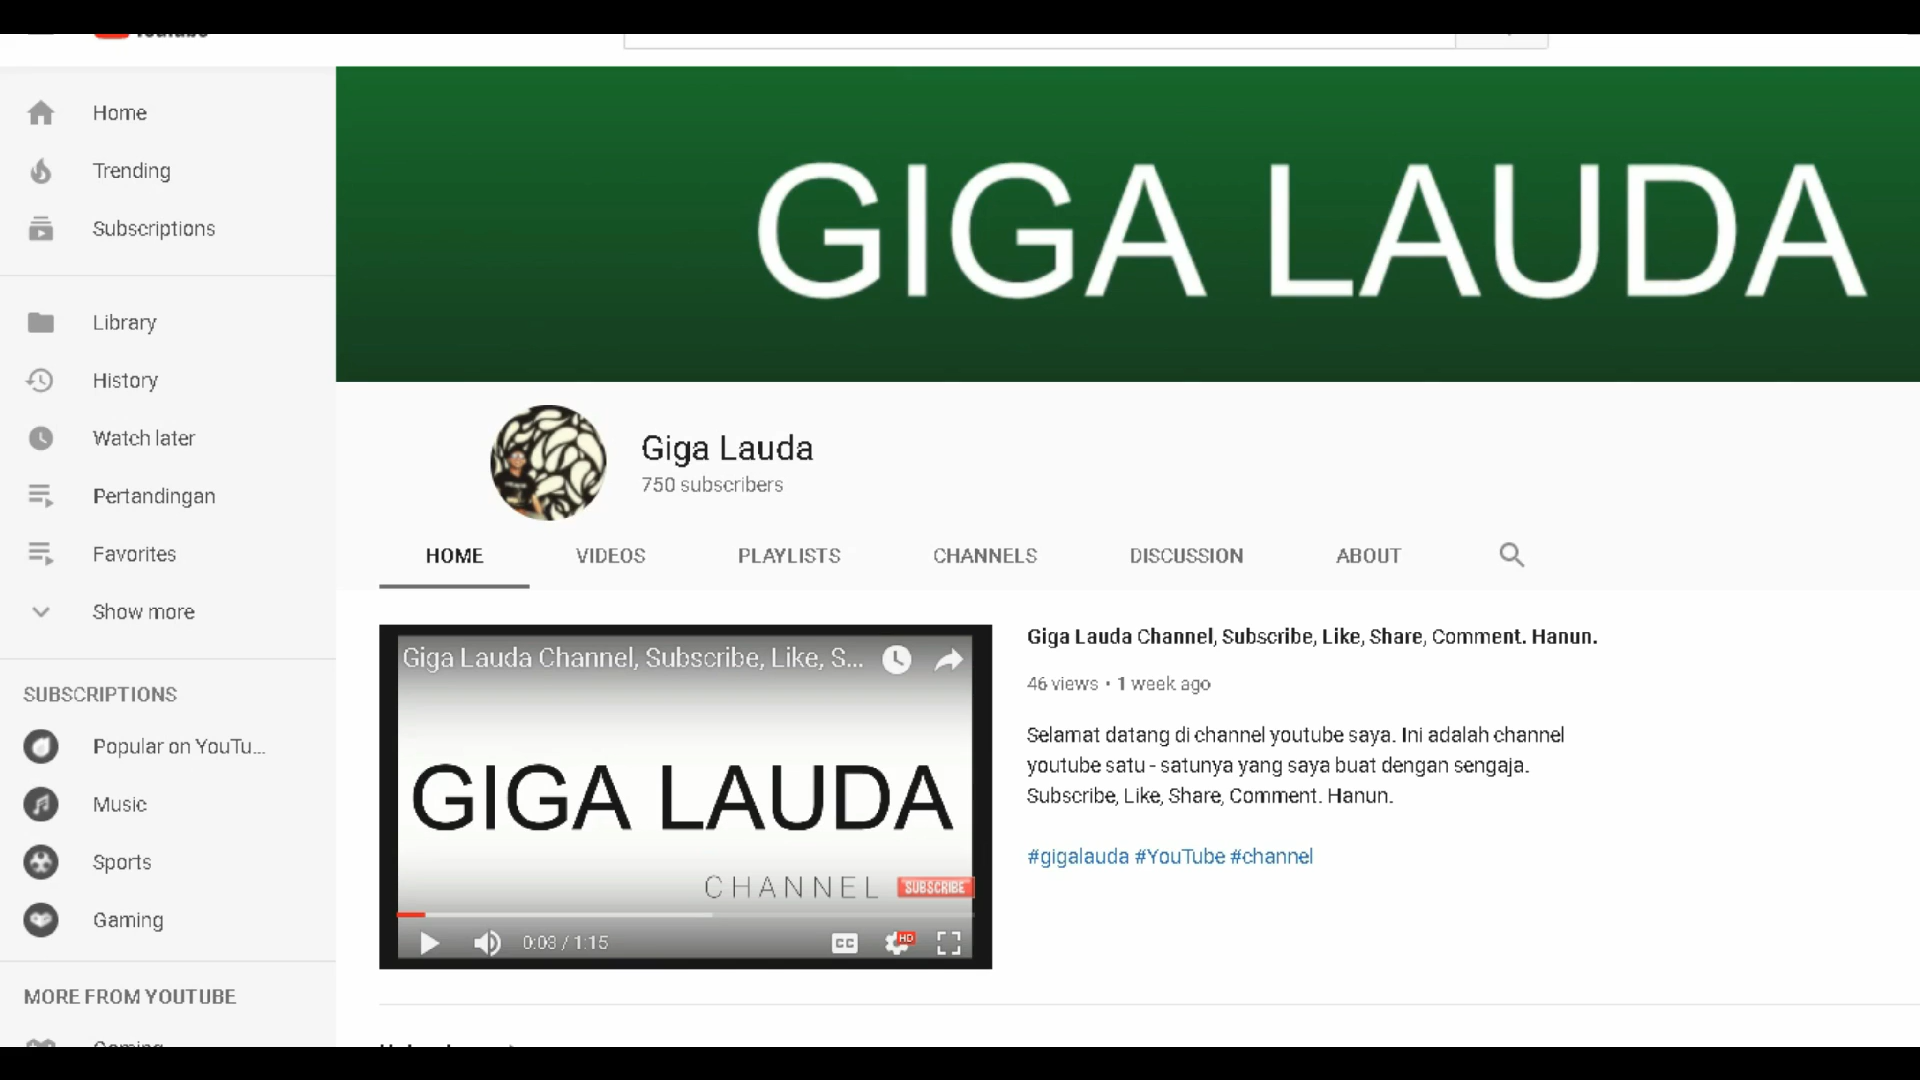 YouTube
Home
Trending
Subscriptions
Library
History
Watch later
Pertandingan
Favorites
Show more
SUBSCRIPTIONS
Popular on YouTu...
Music
Sports
Gaming
MORE FROM YOUTUBE
Gaming
GIGA LAUDA
Giga Lauda
750 subscribers
HOME
VIDEOS
PLAYLISTS
CHANNELS
DISCUSSION
ABOUT
Giga Lauda Channel, Subscribe, Like, S...
GIGA LAUDA
CHANNEL
SUBSCRIBE
0:03 / 1:15
CC
HD
Giga Lauda Channel, Subscribe, Like, Share, Comment. Hanun.
46 views • 1 week ago
Selamat datang di channel youtube saya. Ini adalah channel
youtube satu - satunya yang saya buat dengan sengaja.
Subscribe, Like, Share, Comment. Hanun.
#gigalauda #YouTube #channel